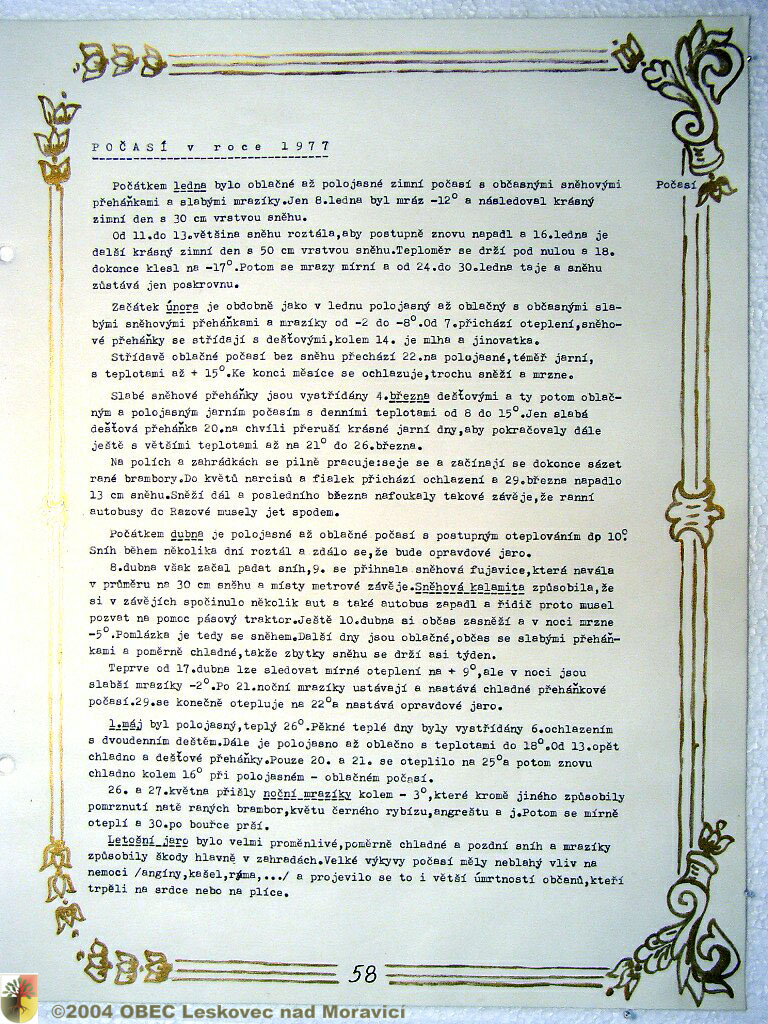 POČASÍ v roce 1977
Počátkem ledna bylo oblačné až polojasné zimní počasí s občasnými sněhovými
Počasí
přeháňkami a slabými mrazíky.Jen 8.ledna byl mráz -12° a následoval krásný
zimní den s 30 cm vrstvou sněhu.
Od 11.do 13.většina sněhu roztála,aby postupně znovu napadl a 16.ledna je
další krásný zimní den s 50 cm vrstvou sněhu.Teploměr se drží pod nulou a 18.
dokonce klesl na -17°.Potom se mrazy mírní a od 24.do 30.ledna taje a sněhu
zůstává jen poskrovnu.
Začátek února je obdobně jako v lednu polojasný až oblačný s občasnými sla-
bými sněhovými přeháňkami a mrazíky od -2 do -8°.Od 7.přichází oteplení,sněho-
vé přeháňky se střídají s dešťovými,kolem 14. je mlha a jinovatka.
Střídavě oblačné počasí bez sněhu přechází 22.na polojasné,téměř jarní,
s teplotami až + 15°.Ke konci měsíce se ochlazuje,trochu sněží a mrzne.
Slabé sněhové přeháňky jsou vystřídány 4.března dešťovými a ty potom oblač-
ným a polojasným jarním počasím s denními teplotami od 8 do 15°.Jen slabá
dešťová přeháňka 20.na chvíli přeruší krásné jarní dny,aby pokračovaly dále
ještě s většími teplotami až na 21° do 26.března.
Na polích a zahrádkách se pilně pracuje:seje se a začínají se dokonce sázet
rané brambory.Do květů narcisů a fialek přichází ochlazení a 29.března napadlo
13 cm sněhu.Sněží dál a posledního března nafoukaly takové závěje,že ranní
autobusy do Razové musely jet spodem.
Počátkem dubna je polojasné až oblačné počasí s postupným oteplováním do 10°.
Sníh během několika dní roztál a zdálo se,že bude opravdové jaro.
8.dubna však začal padat sníh,9. se přihnala sněhová fujavice,která navála
v průměru na 30 cm sněhu a místy metrové závěje.Sněhová kalamita způsobila,že
si v závějích spočinulo několik aut a také autobus zapadl a řidič proto musel
pozvat na pomoc pásový traktor.Ještě 10.dubna si občas zasněží a v noci mrzne
-5°.Pomlázka je tedy se sněhem.Další dny jsou oblačné,občas se slabými přeháň-
kami a poměrně chladné,takže zbytky sněhu se drží asi týden.
Teprve od 17.dubna lze sledovat mírné oteplení na + 9°,ale v noci jsou
slabší mrazíky -2°.Po 21.noční mrazíky ustávají a nastává chladné přeháňkové
počasí.29.se konečně otepluje na 22°a nastává opravdové jaro.
1.máj byl polojasný,teplý 26°.Pěkné teplé dny byly vystřídány 6.ochlazením
s dvoudenním deštěm.Dále je polojasno až oblačno s teplotami do 18°.Od 13.opět
chladno a dešťové přeháňky.Pouze 20. a 21. se oteplilo na 25°a potom znovu
chladno kolem 16° při polojasném - oblačném počasí.
26. a 27.května přišly noční mrazíky kolem - 3°,které kromě jiného způsobily
pomrznutí natě raných brambor,květu černého rybízu,angreštu a j.Potom se mírně
oteplí a 30.po bouřce prší.
Letošní jaro bylo velmi proměnlivé,poměrně chladné a pozdní sníh a mrazíky
způsobily škody hlavně v zahradách.Velké výkyvy počasí měly neblahý vliv na
nemoci /angíny,kašel,rýma,.../ a projevilo se to i větší úmrtností občanů,kteří
trpěli na srdce nebo na plíce.
58
©2004 OBEC Leskovec nad Moravicí